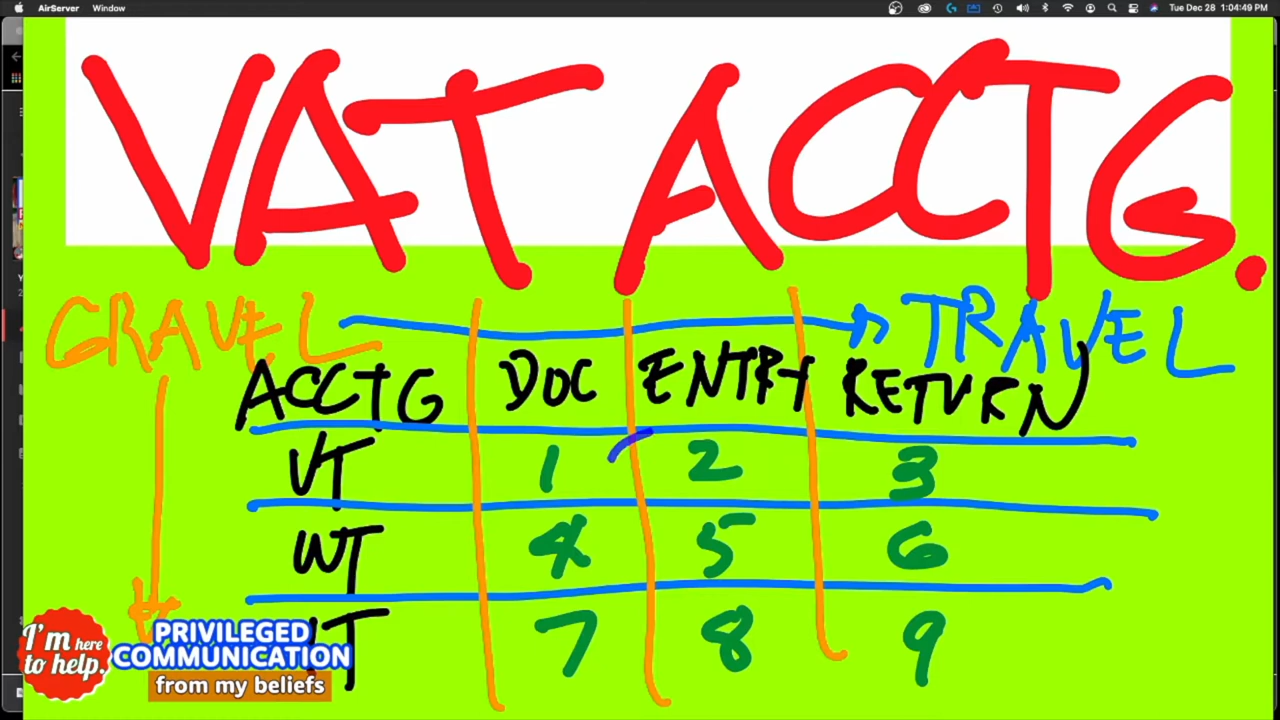 AirServer Window Tue Dec 28 1:04:49
VAT ACCTG.
GRAVEL TRAVEL
ACCTG DOC ENTRY RETURN
VT 1 2 3
WT 4 5 6
T 7 8 9
I'm here
to help.
PRIVILEGED
COMMUNICATION
from my beliefs